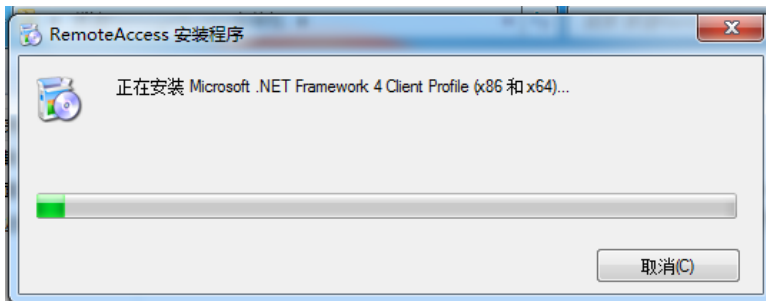 RemoteAccess 安装程序
正在安装 Microsoft .NET Framework 4 Client Profile (x86 和 x64)...
取消(C)